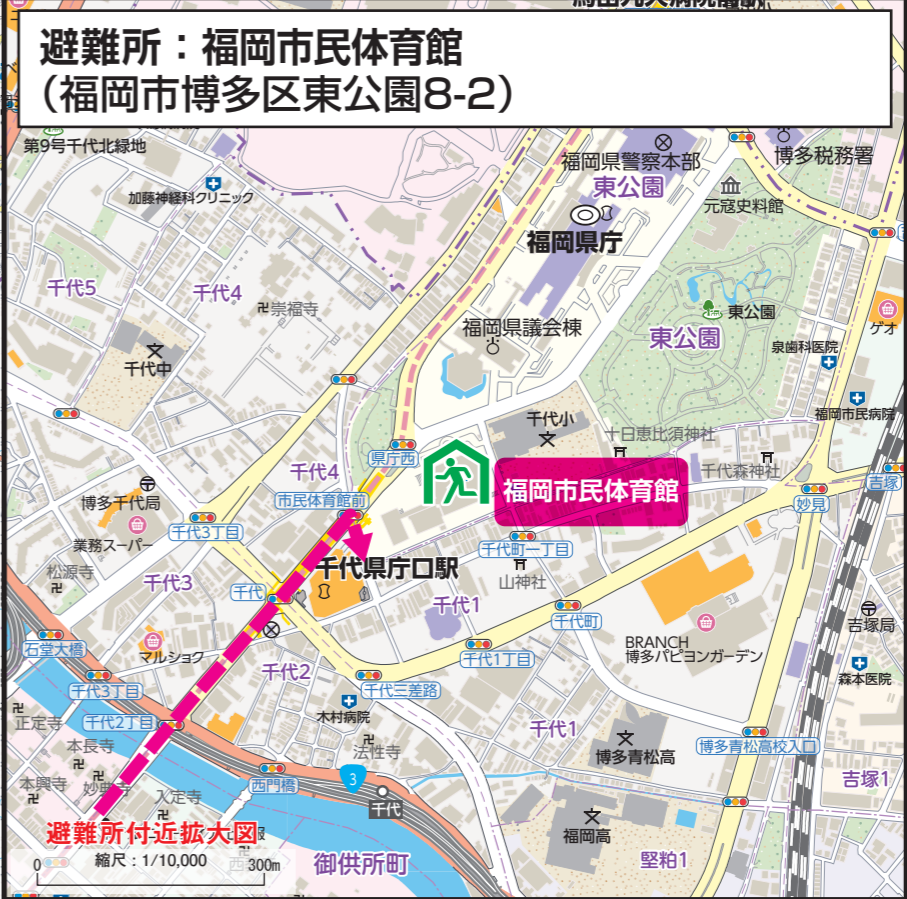 避難所：福岡市民体育館
（福岡市博多区東公園8-2）
第9号千代北緑地
加藤神経科クリニック
福岡県警察本部
東公園
博多税務署
元寇史料館
福岡県庁
千代5
千代4
崇福寺
福岡県議会棟
東公園
東公園
ゲオ
泉歯科医院
千代中
福岡市民病院
千代小
十日恵比須神社
県庁西
千代4
千代森神社
吉塚
福岡市民体育館
市民体育館前
博多千代局
妙見
千代3丁目
業務スーパー
千代町一丁目
千代県庁口駅
山神社
松源寺
千代3
千代
千代1
千代町
吉塚局
石堂大橋
マルショク
BRANCH
博多パピヨンガーデン
千代1丁目
千代2
森本医院
千代3丁目
千代三差路
木村病院
正定寺
千代2丁目
千代1
本長寺
法性寺
博多青松高
博多青松高校入口
本興寺
西門橋
3
吉塚1
入定寺
千代
避難所付近拡大図
福岡高
縮尺：1/10,000
0
300m
御供所町
堅粕1